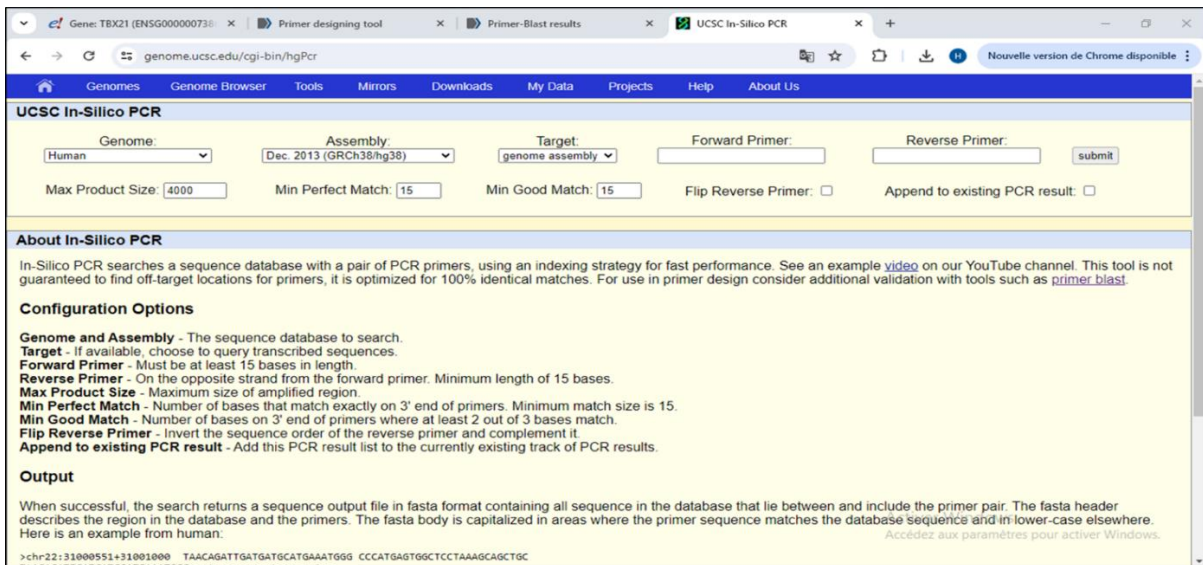 Gene: TBX21 (ENSG0000007386
Primer designing tool
Primer-Blast results
UCSC In-Silico PCR
genome.ucsc.edu/cgi-bin/hgPcr
H
Nouvelle version de Chrome disponible
Genomes Genome Browser Tools Mirrors Downloads My Data Projects Help About Us
UCSC In-Silico PCR
Genome: Assembly: Target: Forward Primer: Reverse Primer:
Human Dec. 2013 (GRCh38/hg38) genome assembly submit
Max Product Size: 4000 Min Perfect Match: 15 Min Good Match: 15 Flip Reverse Primer: Append to existing PCR result:
About In-Silico PCR
In-Silico PCR searches a sequence database with a pair of PCR primers, using an indexing strategy for fast performance. See an example video on our YouTube channel. This tool is not
guaranteed to find off-target locations for primers, it is optimized for 100% identical matches. For use in primer design consider additional validation with tools such as primer blast.
Configuration Options
Genome and Assembly - The sequence database to search.
Target - If available, choose to query transcribed sequences.
Forward Primer - Must be at least 15 bases in length.
Reverse Primer - On the opposite strand from the forward primer. Minimum length of 15 bases.
Max Product Size - Maximum size of amplified region.
Min Perfect Match - Number of bases that match exactly on 3' end of primers. Minimum match size is 15.
Min Good Match - Number of bases on 3' end of primers where at least 2 out of 3 bases match.
Flip Reverse Primer - Invert the sequence order of the reverse primer and complement it.
Append to existing PCR result - Add this PCR result list to the currently existing track of PCR results.
Output
When successful, the search returns a sequence output file in fasta format containing all sequence in the database that lie between and include the primer pair. The fasta header
describes the region in the database and the primers. The fasta body is capitalized in areas where the primer sequence matches the database sequence and in lower-case elsewhere.
Here is an example from human:
Accédez aux paramètres pour activer Windows.
>chr22:31000551+31001000 TAACAGATTGATGATGCATGAAATGGG CCCATGAGTGGCTCCTAAAGCAGCTGC